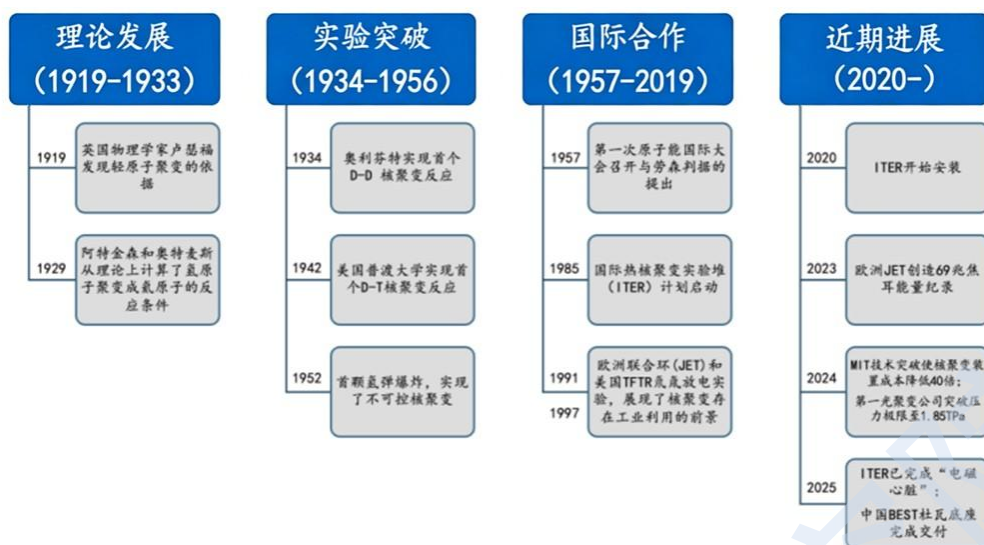 理论发展
（1919-1933）
1919
英国物理学家卢瑟福
发现轻原子聚变的依
据
1929
阿特金森和奥特麦斯
从理论上计算了氢原
子聚变成氦原子的反
应条件
实验突破
（1934-1956）
1934
奥利芬特实现首个
D-D 核聚变反应
1942
美国普渡大学实现首
个D-T核聚变反应
1952
首颗氢弹爆炸，实现
了不可控核聚变
国际合作
（1957-2019）
1957
第一次原子能国际大
会召开与劳森判据的
提出
1985
国际热核聚变实验堆
（ITER）计划启动
1991
1997
欧洲联合环(JET)和
美国TFTR氘氚放电实
验，展现了核聚变存
在工业利用的前景
近期进展
（2020-）
2020
ITER开始安装
2023
欧洲JET创造69兆焦
耳能量纪录
2024
MIT技术突破使核聚变装
置成本降低40倍；
第一光聚变公司突破压
力极限至1.85TPa
2025
ITER已完成“电磁
心脏”；
中国BEST杜瓦底座
完成交付